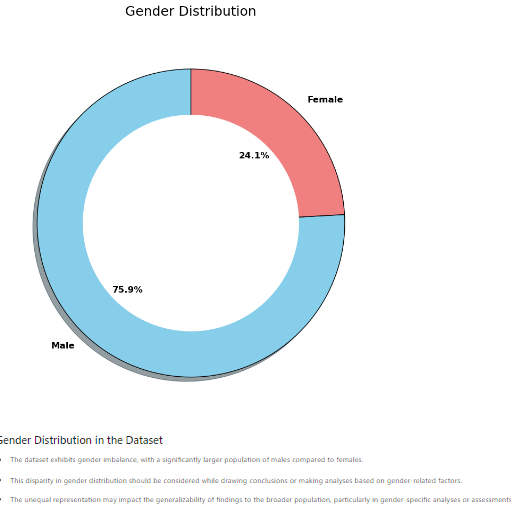 Gender Distribution
Female
24.1%
75.9%
Male
Gender Distribution in the Dataset
The dataset exhibits gender imbalance, with a significantly larger population of males compared to females.
This disparity in gender distribution should be considered while drawing conclusions or making analyses based on gender-related factors.
The unequal representation may impact the generalizability of findings to the broader population, particularly in gender-specific analyses or assessments